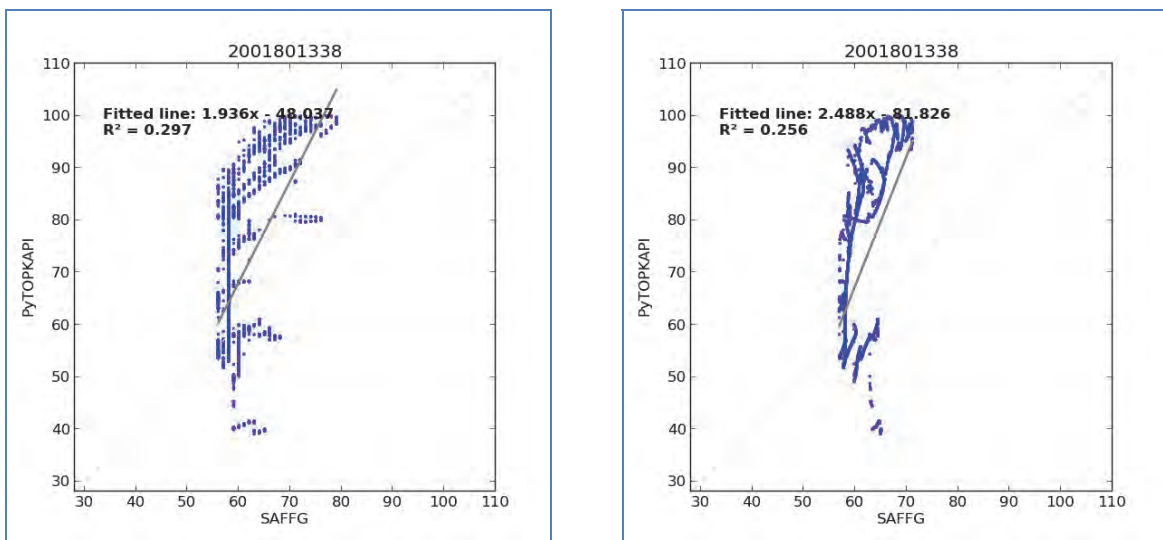 2001801338
110
Fitted line: 1.936x - 48.037
R² = 0.297
100
90
80
70
60
50
40
30
PyTOPKAPI
30 40 50 60 70 80 90 100 110
SAFFG
2001801338
110
Fitted line: 2.488x - 81.826
R² = 0.256
100
90
80
70
60
50
40
30
PyTOPKAPI
30 40 50 60 70 80 90 100 110
SAFFG